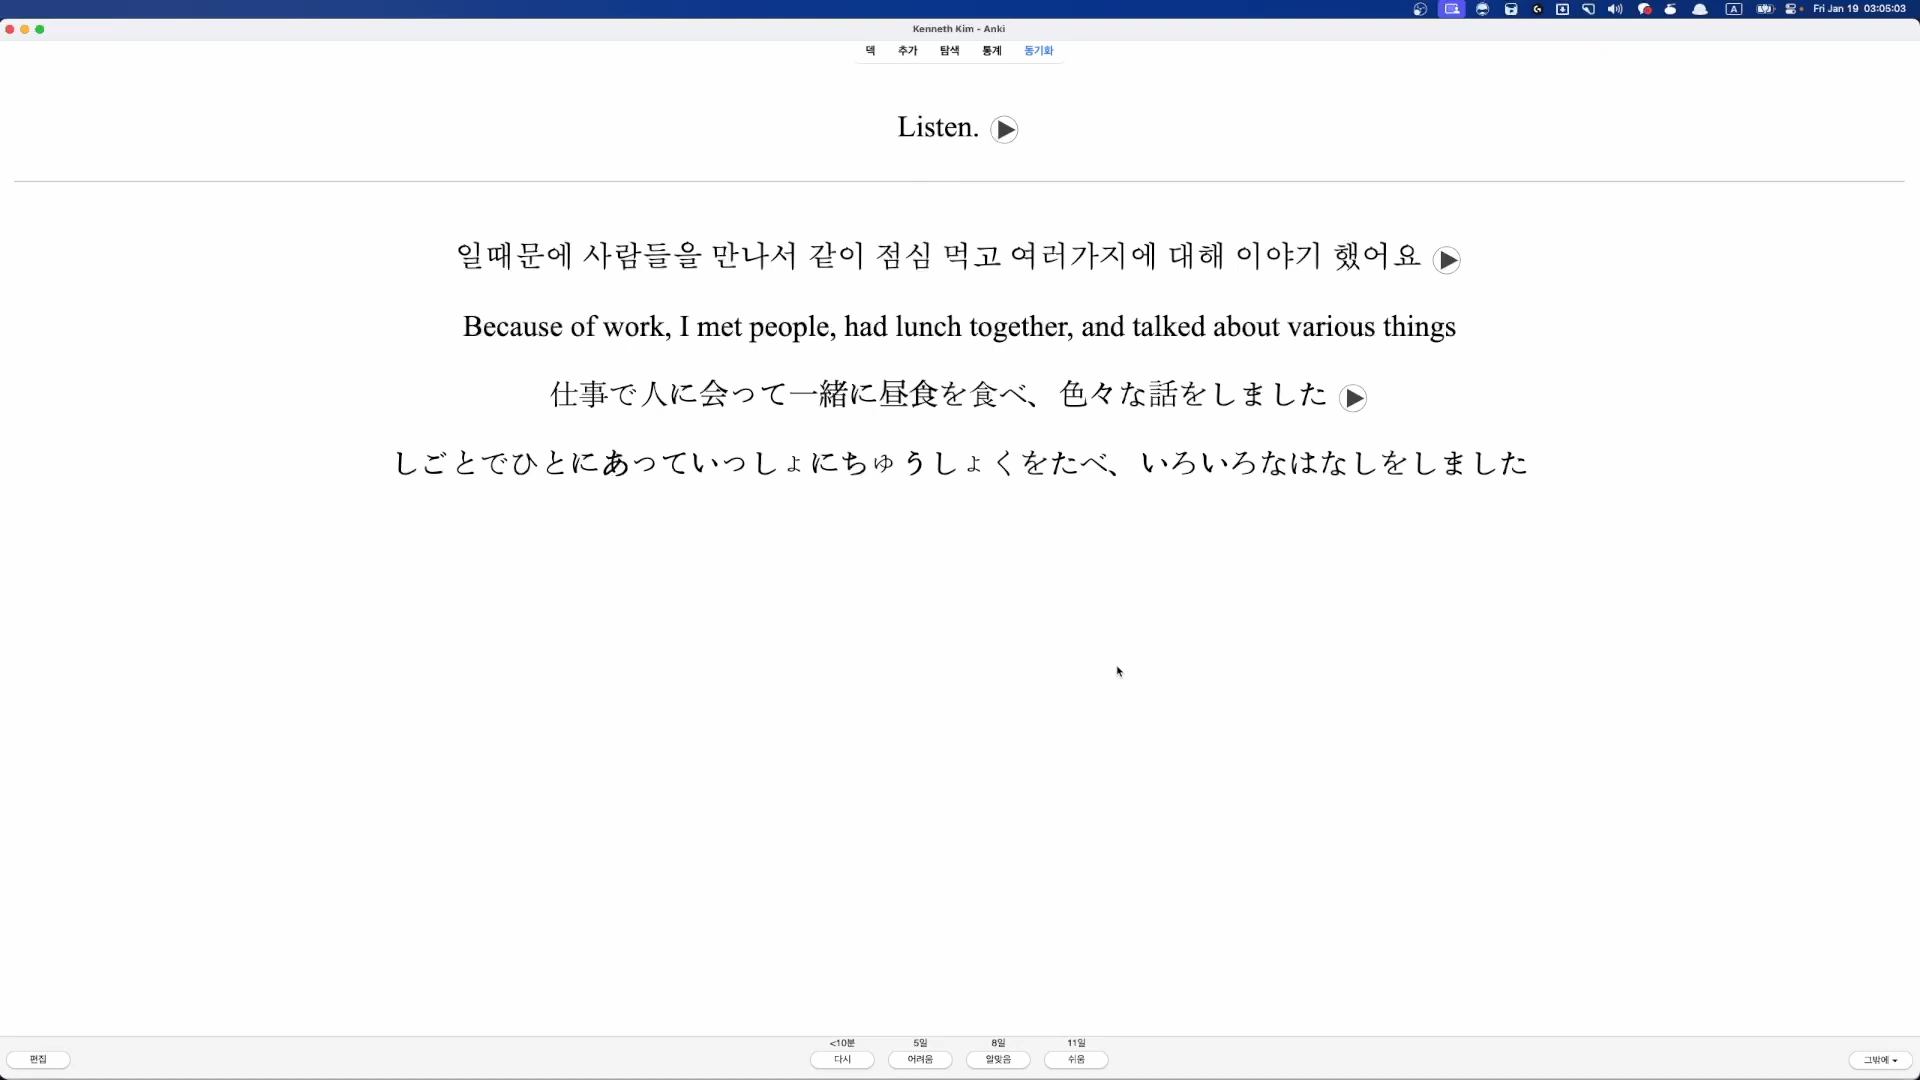 Fri Jan 19 03:05:03
Kenneth Kim - Anki
덱 추가 탐색 통계 동기화
Listen.
일때문에 사람들을 만나서 같이 점심 먹고 여러가지에 대해 이야기 했어요
Because of work, I met people, had lunch together, and talked about various things
仕事で人に会って一緒に昼食を食べ、色々な話をしました
しごとでひとにあっていっしょにちゅうしょくをたべ、いろいろなはなしをしました
<10분 5일 8일 11일
편집 다시 어려움 알맞음 쉬움 그밖에